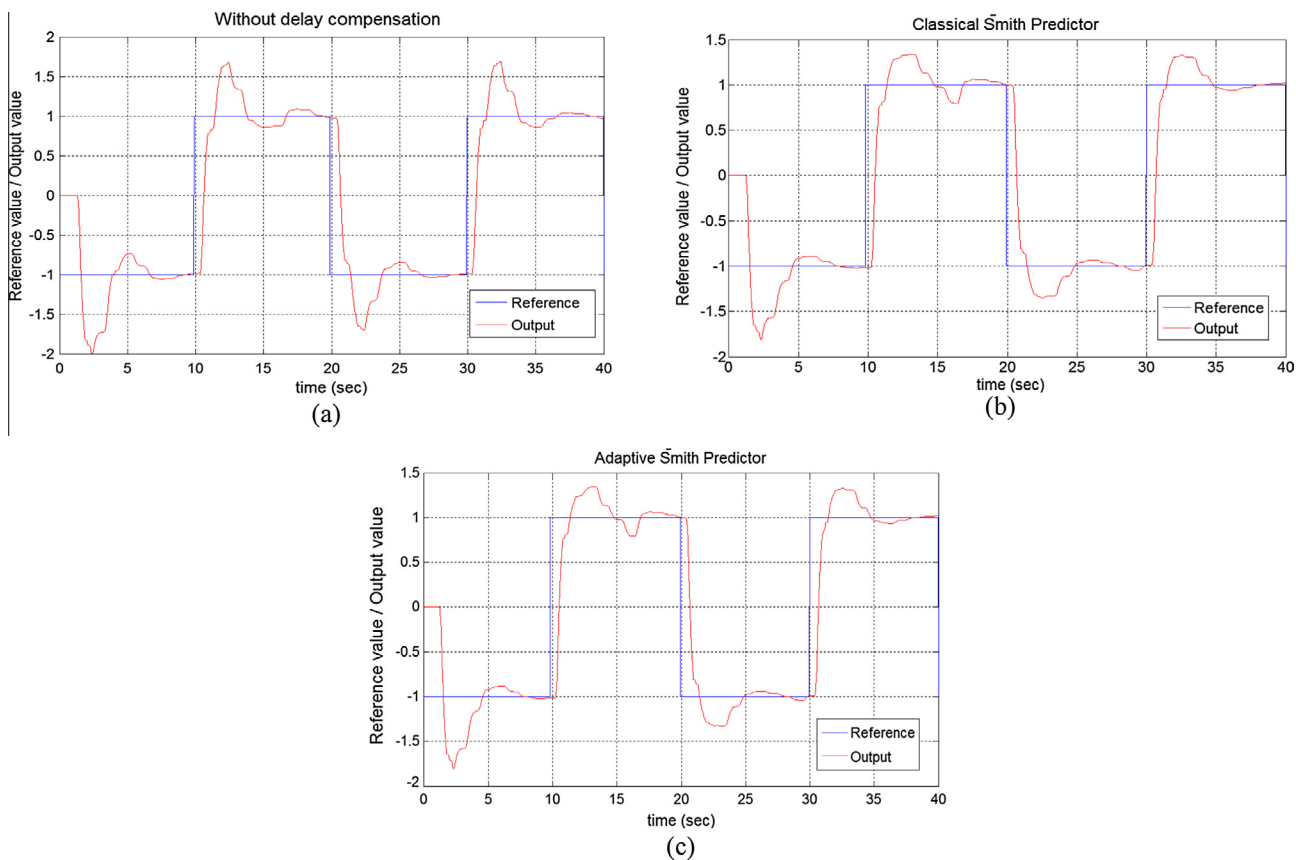 Without delay compensation
Reference value / Output value
2
1.5
1
0.5
0
-0.5
-1
-1.5
-2
0 5 10 15 20 25 30 35 40
time (sec)
Reference
Output
(a)
Classical Smith Predictor
Reference value / Output value
1.5
1
0.5
0
-0.5
-1
-1.5
-2
0 5 10 15 20 25 30 35 40
time (sec)
Reference
Output
(b)
Adaptive Smith Predictor
Reference value / Output value
1.5
1
0.5
0
-0.5
-1
-1.5
-2
0 5 10 15 20 25 30 35 40
time (sec)
Reference
Output
(c)